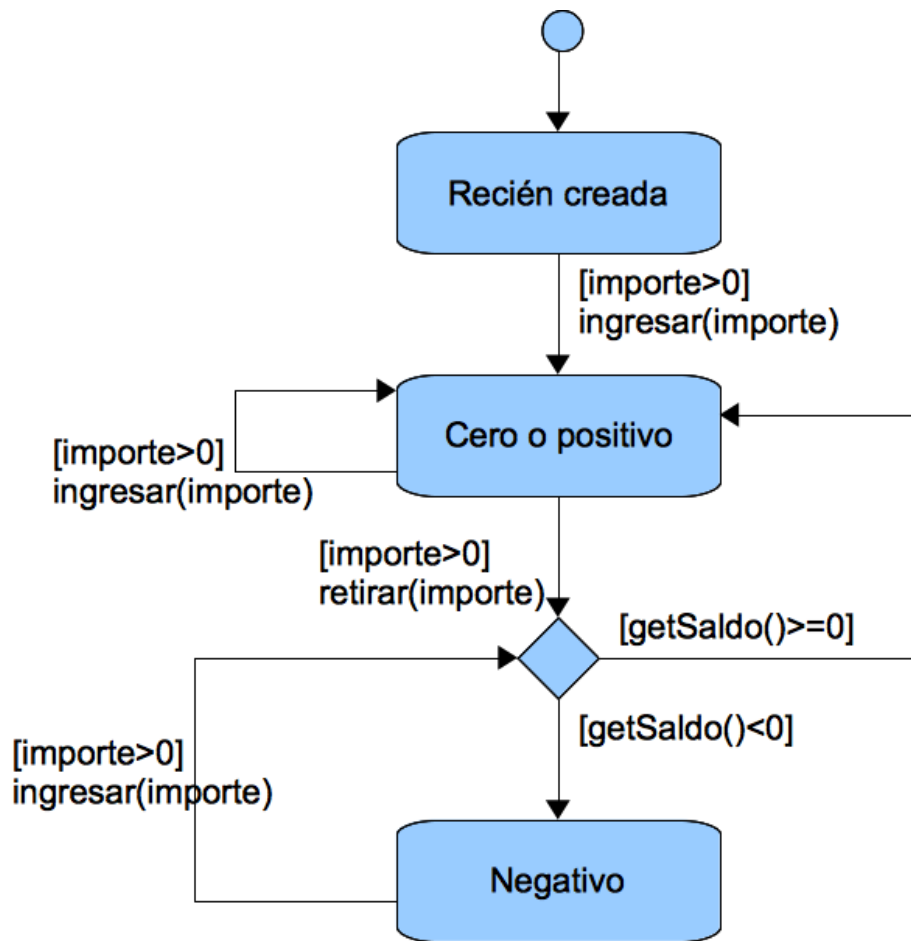 Recién creada
[importe>0]
ingresar(importe)
Cero o positivo
[importe>0]
ingresar(importe)
[importe>0]
retirar(importe)
[getSaldo()>=0]
[getSaldo()<0]
[importe>0]
ingresar(importe)
Negativo